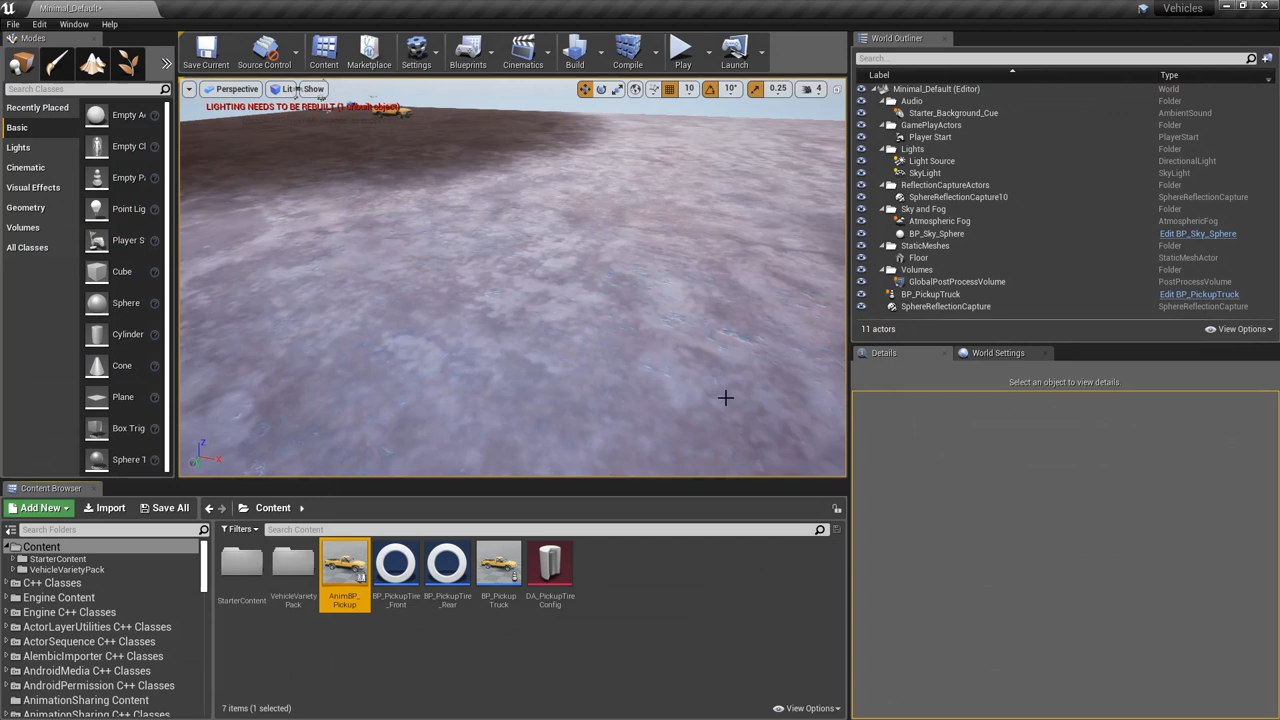 Minimal_Default*
Vehicles
File Edit Window Help
Modes
Search Classes
Recently Placed
Basic
Lights
Cinematic
Visual Effects
Geometry
Volumes
All Classes
Empty A
Empty Cl
Empty P
Point Lig
Player S
Cube
Sphere
Cylinder
Cone
Plane
Box Trig
Sphere T
Save Current
Source Control
Content
Marketplace
Settings
Blueprints
Cinematics
Build
Compile
Play
Launch
Perspective
Lit
Show
10
10°
0.25
4
LIGHTING NEEDS TO BE REBUILT (1 unbuilt object)
X
Z
World Outliner
Search...
Label Type
Minimal_Default (Editor) World
Audio Folder
Starter_Background_Cue AmbientSound
GamePlayActors Folder
Player Start PlayerStart
Lights Folder
Light Source DirectionalLight
SkyLight SkyLight
ReflectionCaptureActors Folder
SphereReflectionCapture10 SphereReflectionCapture
Sky and Fog Folder
Atmospheric Fog AtmosphericFog
BP_Sky_Sphere Edit BP_Sky_Sphere
StaticMeshes Folder
Floor StaticMeshActor
Volumes Folder
GlobalPostProcessVolume PostProcessVolume
BP_PickupTruck Edit BP_PickupTruck
SphereReflectionCapture SphereReflectionCapture
11 actors
View Options
Details
World Settings
Select an object to view details.
Content Browser
Add New
Import
Save All
Content
Search Folders
Filters
Search Content
Content
StarterContent
VehicleVarietyPack
C++ Classes
Engine Content
Engine C++ Classes
ActorLayerUtilities C++ Classes
ActorSequence C++ Classes
AlembicImporter C++ Classes
AndroidMedia C++ Classes
AndroidPermission C++ Classes
AnimationSharing Content
AnimationSharing C++ Classes
StarterContent
VehicleVariety
Pack
AnimBP_
Pickup
BP_PickupTire
_Front
BP_PickupTire
_Rear
BP_Pickup
Truck
DA_PickupTire
Config
7 items (1 selected)
View Options